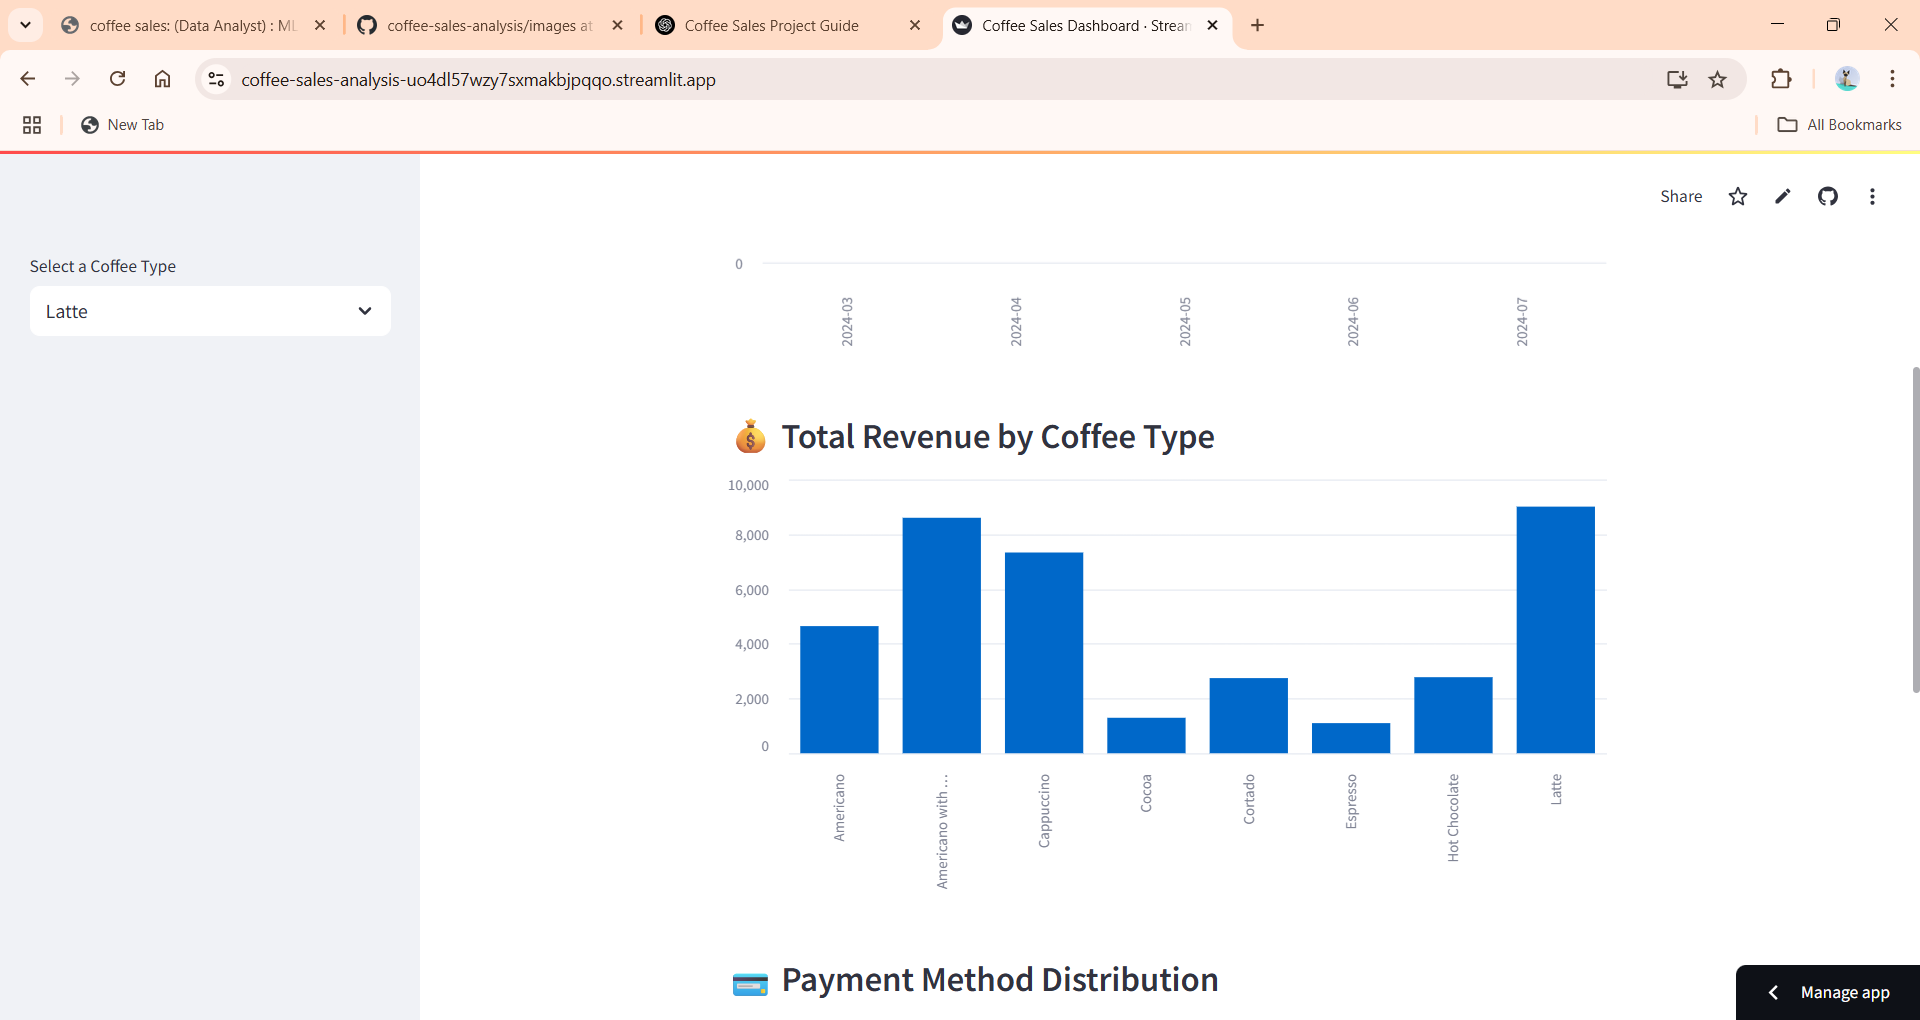 coffee sales: (Data Analyst) : ML
coffee-sales-analysis/images at
Coffee Sales Project Guide
Coffee Sales Dashboard · Stream
coffee-sales-analysis-uo4dl57wzy7sxmakbjpqqo.streamlit.app
New Tab
All Bookmarks
Share
Select a Coffee Type
Latte
0
2024-03
2024-04
2024-05
2024-06
2024-07
Total Revenue by Coffee Type
10,000
8,000
6,000
4,000
2,000
0
Americano
Americano with …
Cappuccino
Cocoa
Cortado
Espresso
Hot Chocolate
Latte
Payment Method Distribution
Manage app